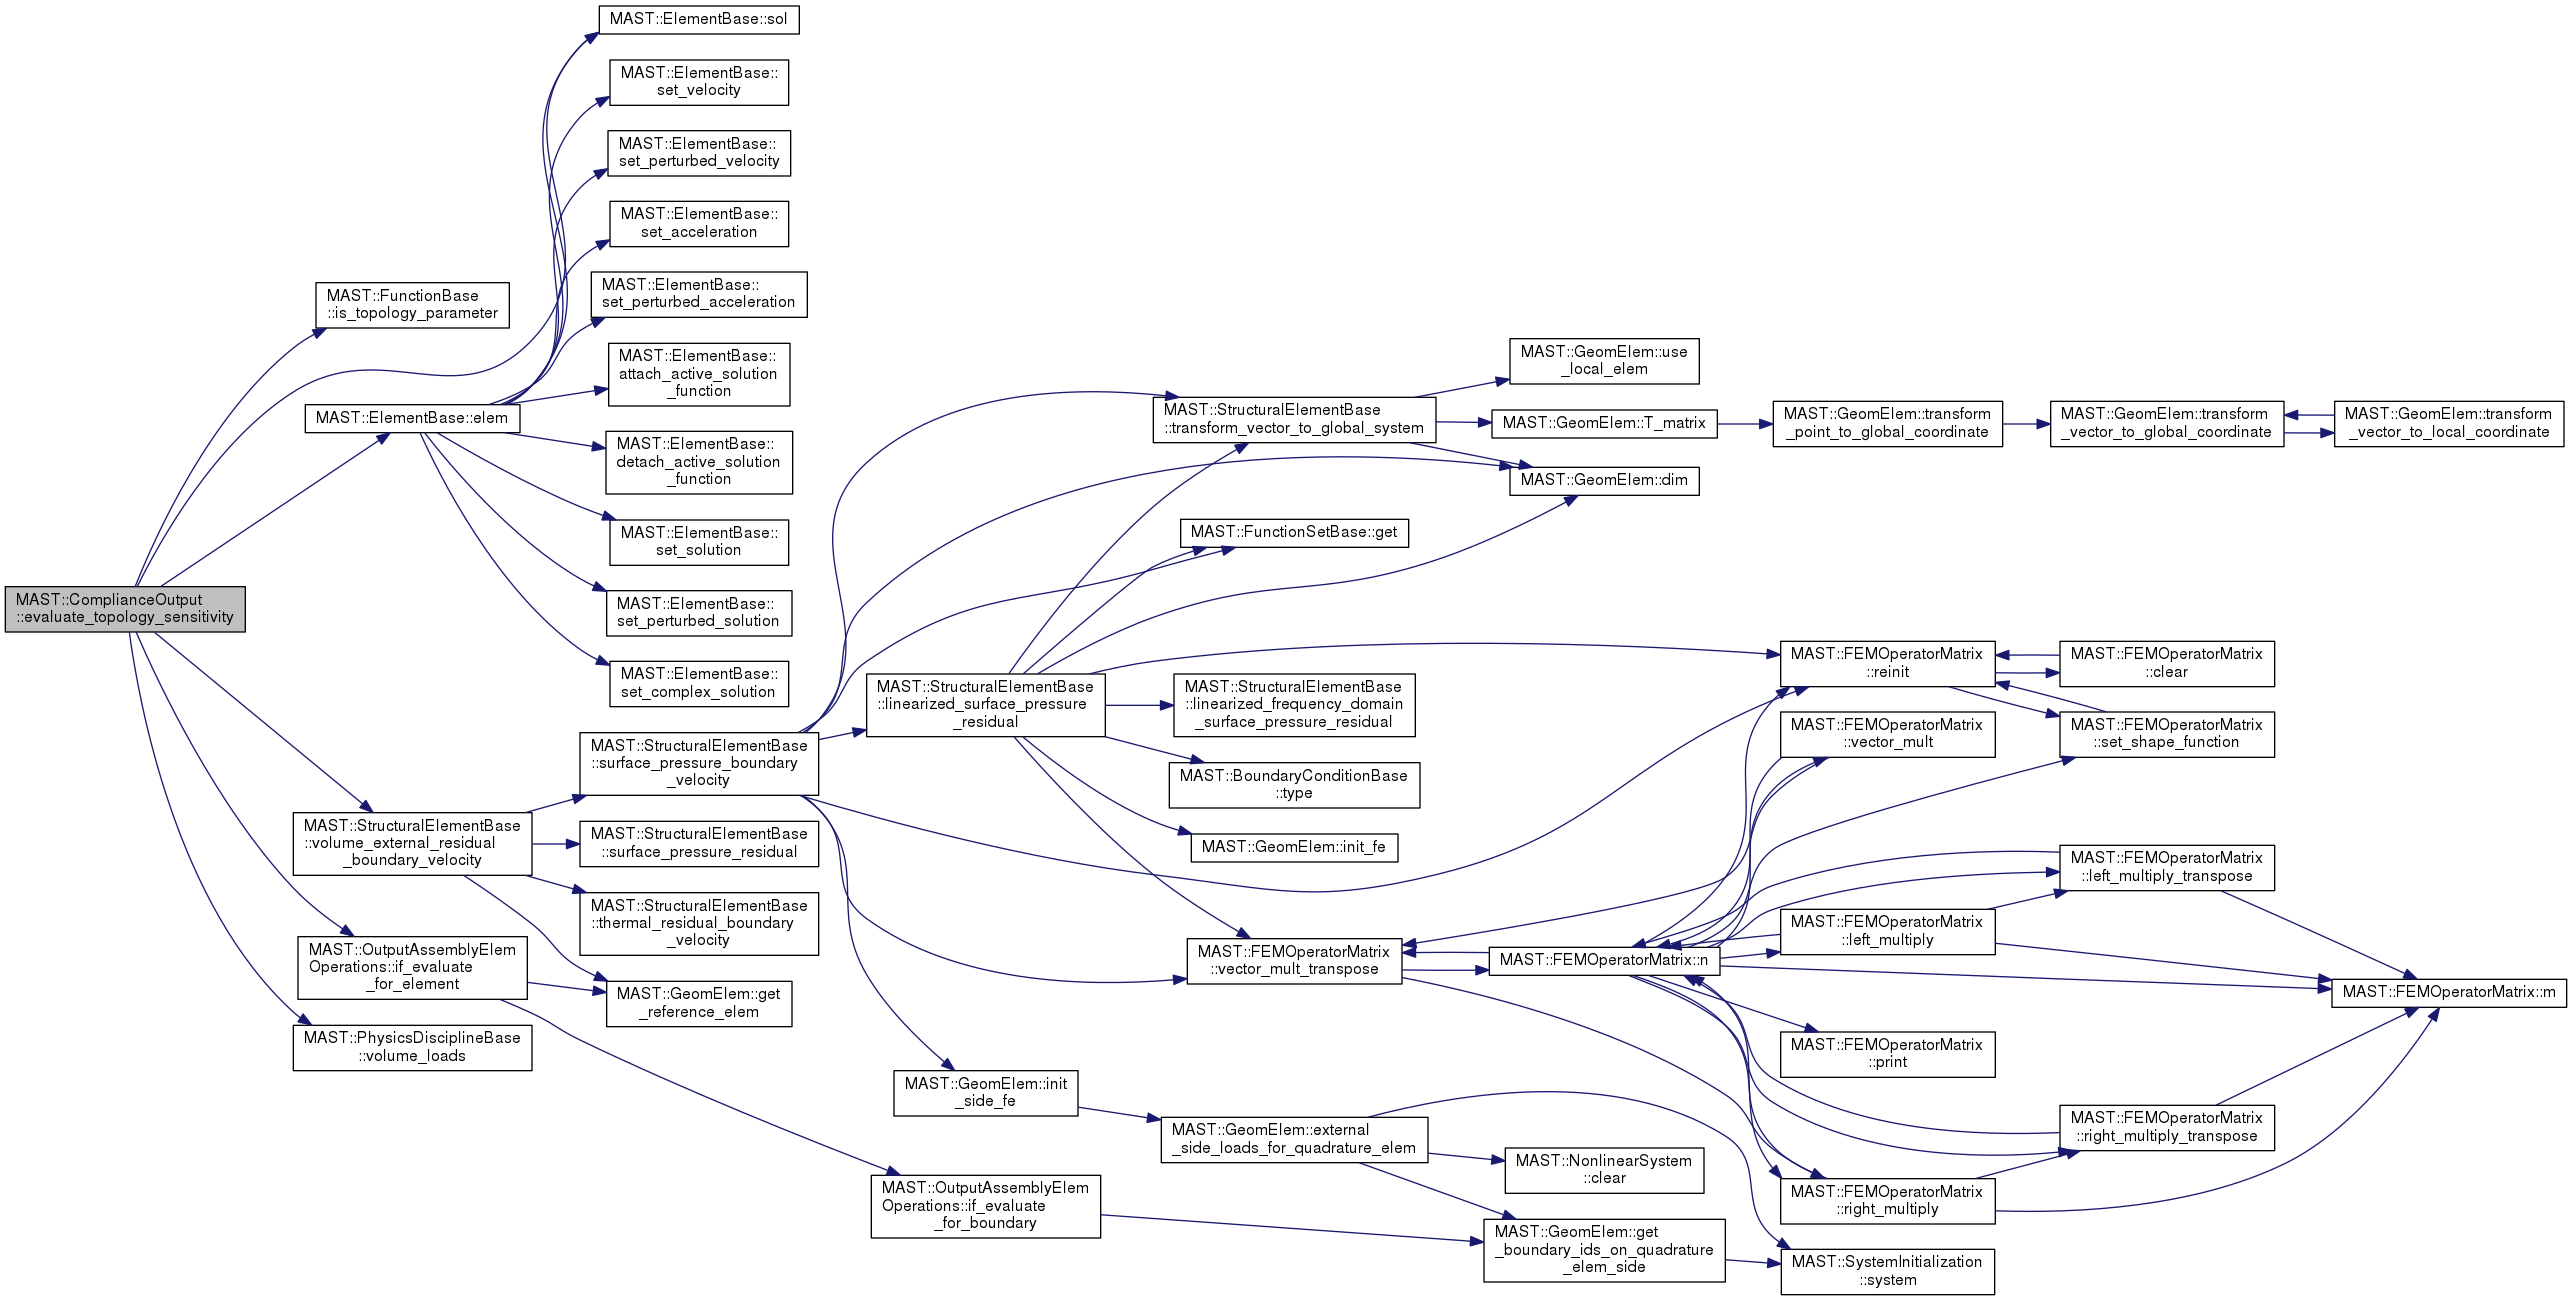 MAST::ComplianceOutput
::evaluate_topology_sensitivity
MAST::FunctionBase
::is_topology_parameter
MAST::ElementBase::elem
MAST::StructuralElementBase
::volume_external_residual
_boundary_velocity
MAST::OutputAssemblyElem
Operations::if_evaluate
_for_element
MAST::PhysicsDisciplineBase
::volume_loads
MAST::ElementBase::sol
MAST::ElementBase::
set_velocity
MAST::ElementBase::
set_perturbed_velocity
MAST::ElementBase::
set_acceleration
MAST::ElementBase::
set_perturbed_acceleration
MAST::ElementBase::
attach_active_solution
_function
MAST::ElementBase::
detach_active_solution
_function
MAST::ElementBase::
set_solution
MAST::ElementBase::
set_perturbed_solution
MAST::ElementBase::
set_complex_solution
MAST::StructuralElementBase
::surface_pressure_boundary
_velocity
MAST::StructuralElementBase
::surface_pressure_residual
MAST::StructuralElementBase
::thermal_residual_boundary
_velocity
MAST::GeomElem::get
_reference_elem
MAST::StructuralElementBase
::linearized_surface_pressure
_residual
MAST::GeomElem::init
_side_fe
MAST::OutputAssemblyElem
Operations::if_evaluate
_for_boundary
MAST::StructuralElementBase
::transform_vector_to_global_system
MAST::FunctionSetBase::get
MAST::StructuralElementBase
::linearized_frequency_domain
_surface_pressure_residual
MAST::BoundaryConditionBase
::type
MAST::GeomElem::init_fe
MAST::FEMOperatorMatrix
::vector_mult_transpose
MAST::GeomElem::external
_side_loads_for_quadrature_elem
MAST::GeomElem::use
_local_elem
MAST::GeomElem::T_matrix
MAST::GeomElem::dim
MAST::FEMOperatorMatrix::n
MAST::NonlinearSystem
::clear
MAST::GeomElem::get
_boundary_ids_on_quadrature
_elem_side
MAST::GeomElem::transform
_point_to_global_coordinate
MAST::FEMOperatorMatrix
::reinit
MAST::FEMOperatorMatrix
::vector_mult
MAST::FEMOperatorMatrix
::left_multiply
MAST::FEMOperatorMatrix
::print
MAST::FEMOperatorMatrix
::right_multiply
MAST::SystemInitialization
::system
MAST::GeomElem::transform
_vector_to_global_coordinate
MAST::FEMOperatorMatrix
::clear
MAST::FEMOperatorMatrix
::set_shape_function
MAST::FEMOperatorMatrix
::left_multiply_transpose
MAST::FEMOperatorMatrix
::right_multiply_transpose
MAST::GeomElem::transform
_vector_to_local_coordinate
MAST::FEMOperatorMatrix::m